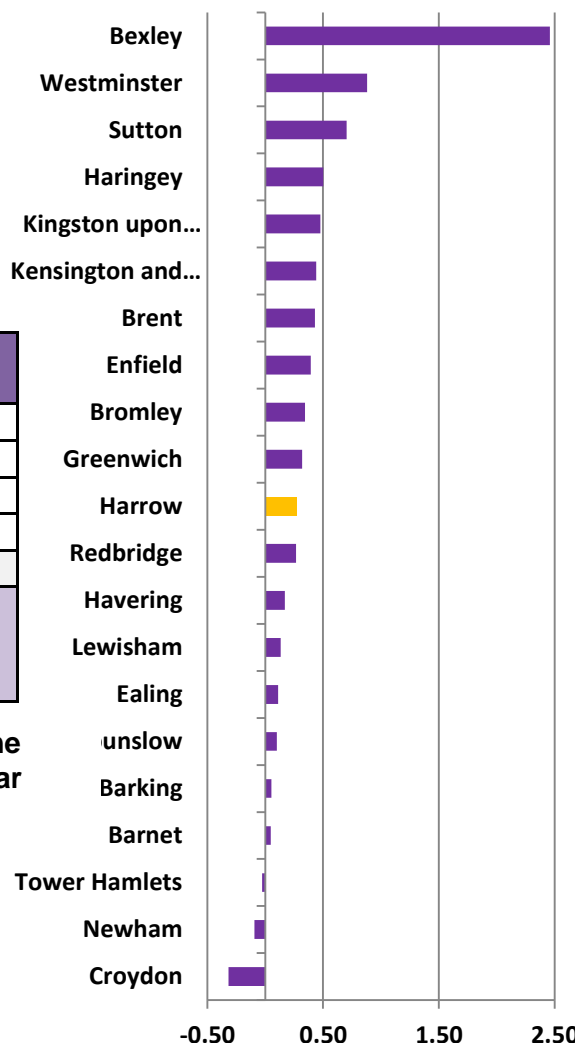 Bexley
Westminster
Sutton
Haringey
Kingston upon...
Kensington and...
Brent
Enfield
Bromley
Greenwich
Harrow
Redbridge
Havering
Lewisham
Ealing
unslow
Barking
Barnet
Tower Hamlets
Newham
Croydon
-0.50 0.50 1.50 2.50